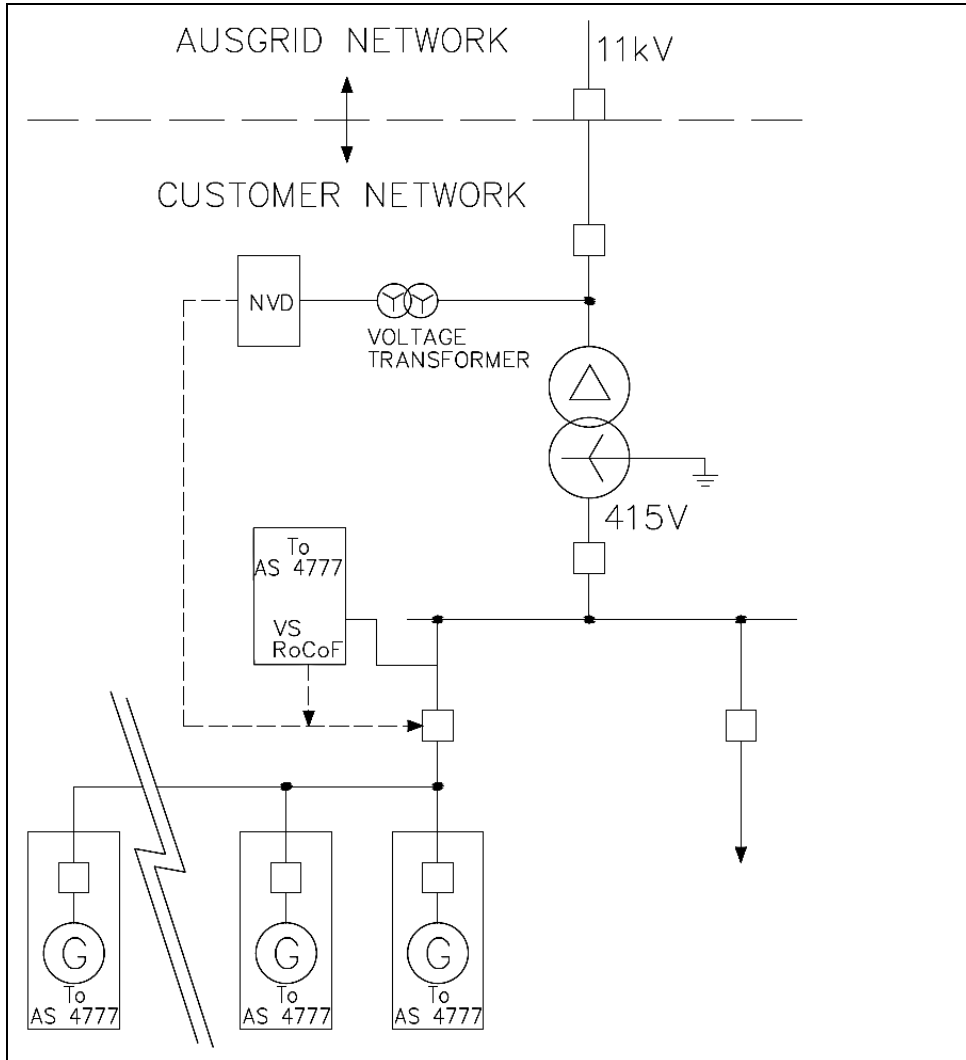 AUSGRID NETWORK
11kV
CUSTOMER NETWORK
NVD
VOLTAGE
TRANSFORMER
415V
To
AS 4777
VS
RoCoF
G
To
AS 4777
G
To
AS 4777
G
To
AS 4777